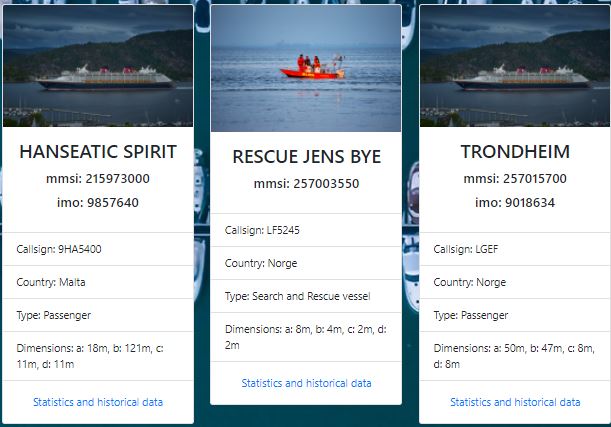 HANSEATIC SPIRIT
mmsi: 215973000
imo: 9857640
Callsign: 9HA5400
Country: Malta
Type: Passenger
Dimensions: a: 18m, b: 121m, c:
11m, d: 11m
Statistics and historical data
RESCUE JENS BYE
mmsi: 257003550
Callsign: LF5245
Country: Norge
Type: Search and Rescue vessel
Dimensions: a: 8m, b: 4m, c: 2m, d:
2m
Statistics and historical data
TRONDHEIM
mmsi: 257015700
imo: 9018634
Callsign: LGEF
Country: Norge
Type: Passenger
Dimensions: a: 50m, b: 47m, c: 8m,
d: 8m
Statistics and historical data